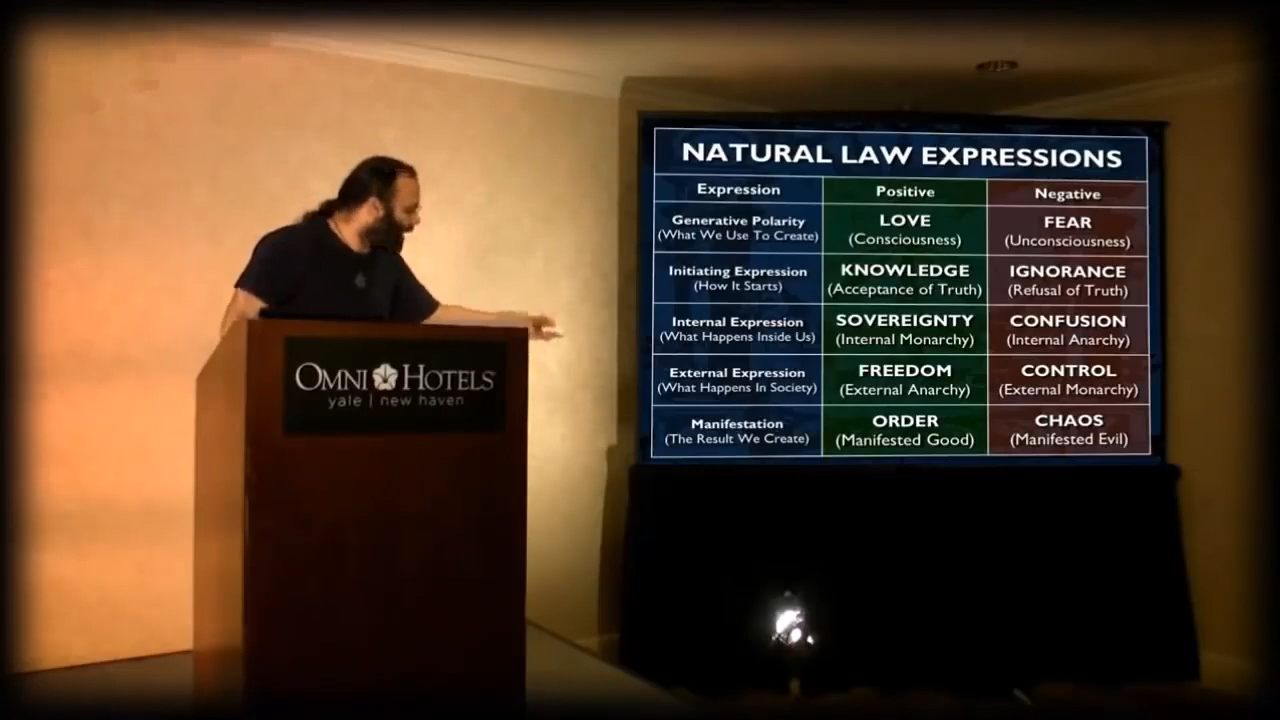 NATURAL LAW EXPRESSIONS
Expression Positive Negative
Generative Polarity
(What We Use To Create)
LOVE
(Consciousness)
FEAR
(Unconsciousness)
Initiating Expression
(How It Starts)
KNOWLEDGE
(Acceptance of Truth)
IGNORANCE
(Refusal of Truth)
Internal Expression
(What Happens Inside Us)
SOVEREIGNTY
(Internal Monarchy)
CONFUSION
(Internal Anarchy)
External Expression
(What Happens In Society)
FREEDOM
(External Anarchy)
CONTROL
(External Monarchy)
Manifestation
(The Result We Create)
ORDER
(Manifested Good)
CHAOS
(Manifested Evil)
OMNI HOTELS
yale | new haven